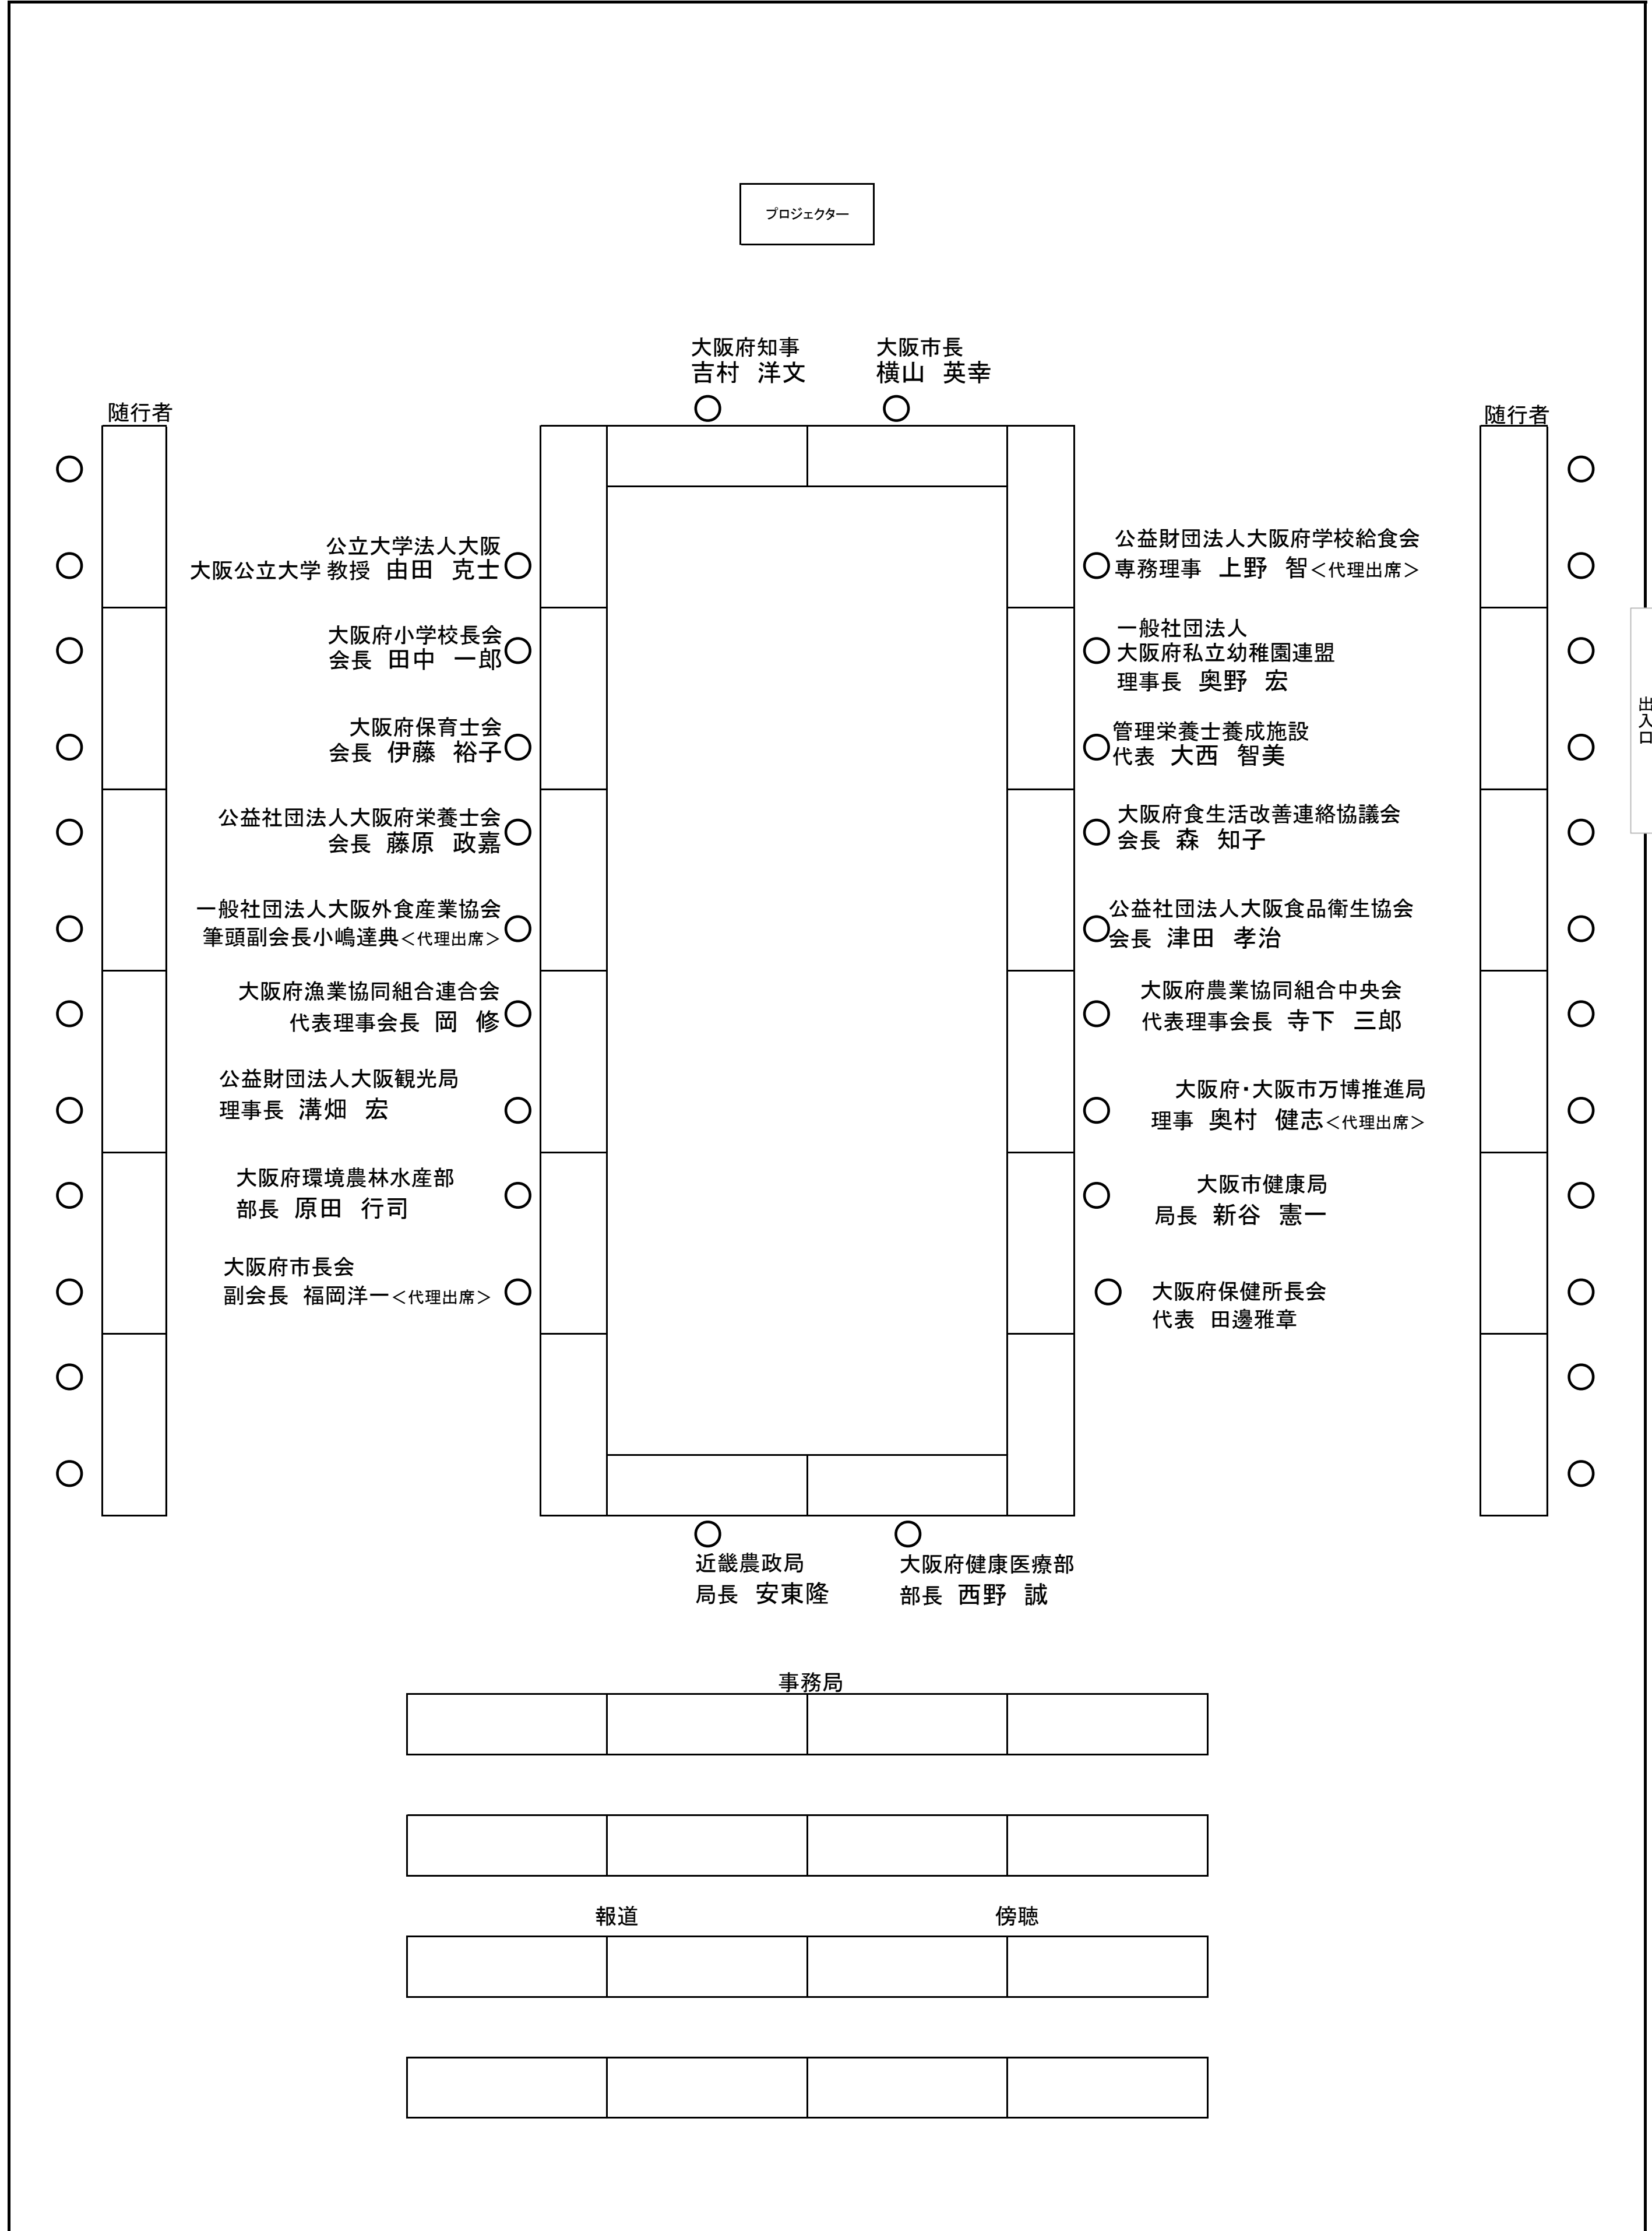 プロジェクター
大阪府知事
吉村 洋文
大阪市長
横山 英幸
随行者
随行者
公立大学法人大阪
大阪公立大学 教授 由田 克士
大阪府小学校長会
会長 田中 一郎
大阪府保育士会
会長 伊藤 裕子
公益社団法人大阪府栄養士会
会長 藤原 政嘉
一般社団法人大阪外食産業協会
筆頭副会長小嶋達典<代理出席>
大阪府漁業協同組合連合会
代表理事会長 岡 修
公益財団法人大阪観光局
理事長 溝畑 宏
大阪府環境農林水産部
部長 原田 行司
大阪府市長会
副会長 福岡洋一<代理出席>
公益財団法人大阪府学校給食会
専務理事 上野 智<代理出席>
一般社団法人
大阪府私立幼稚園連盟
理事長 奥野 宏
管理栄養士養成施設
代表 大西 智美
大阪府食生活改善連絡協議会
会長 森 知子
公益社団法人大阪食品衛生協会
会長 津田 孝治
大阪府農業協同組合中央会
代表理事会長 寺下 三郎
大阪府・大阪市万博推進局
理事 奥村 健志<代理出席>
大阪市健康局
局長 新谷 憲一
大阪府保健所長会
代表 田邊雅章
出入口
近畿農政局
局長 安東隆
大阪府健康医療部
部長 西野 誠
事務局
報道
傍聴